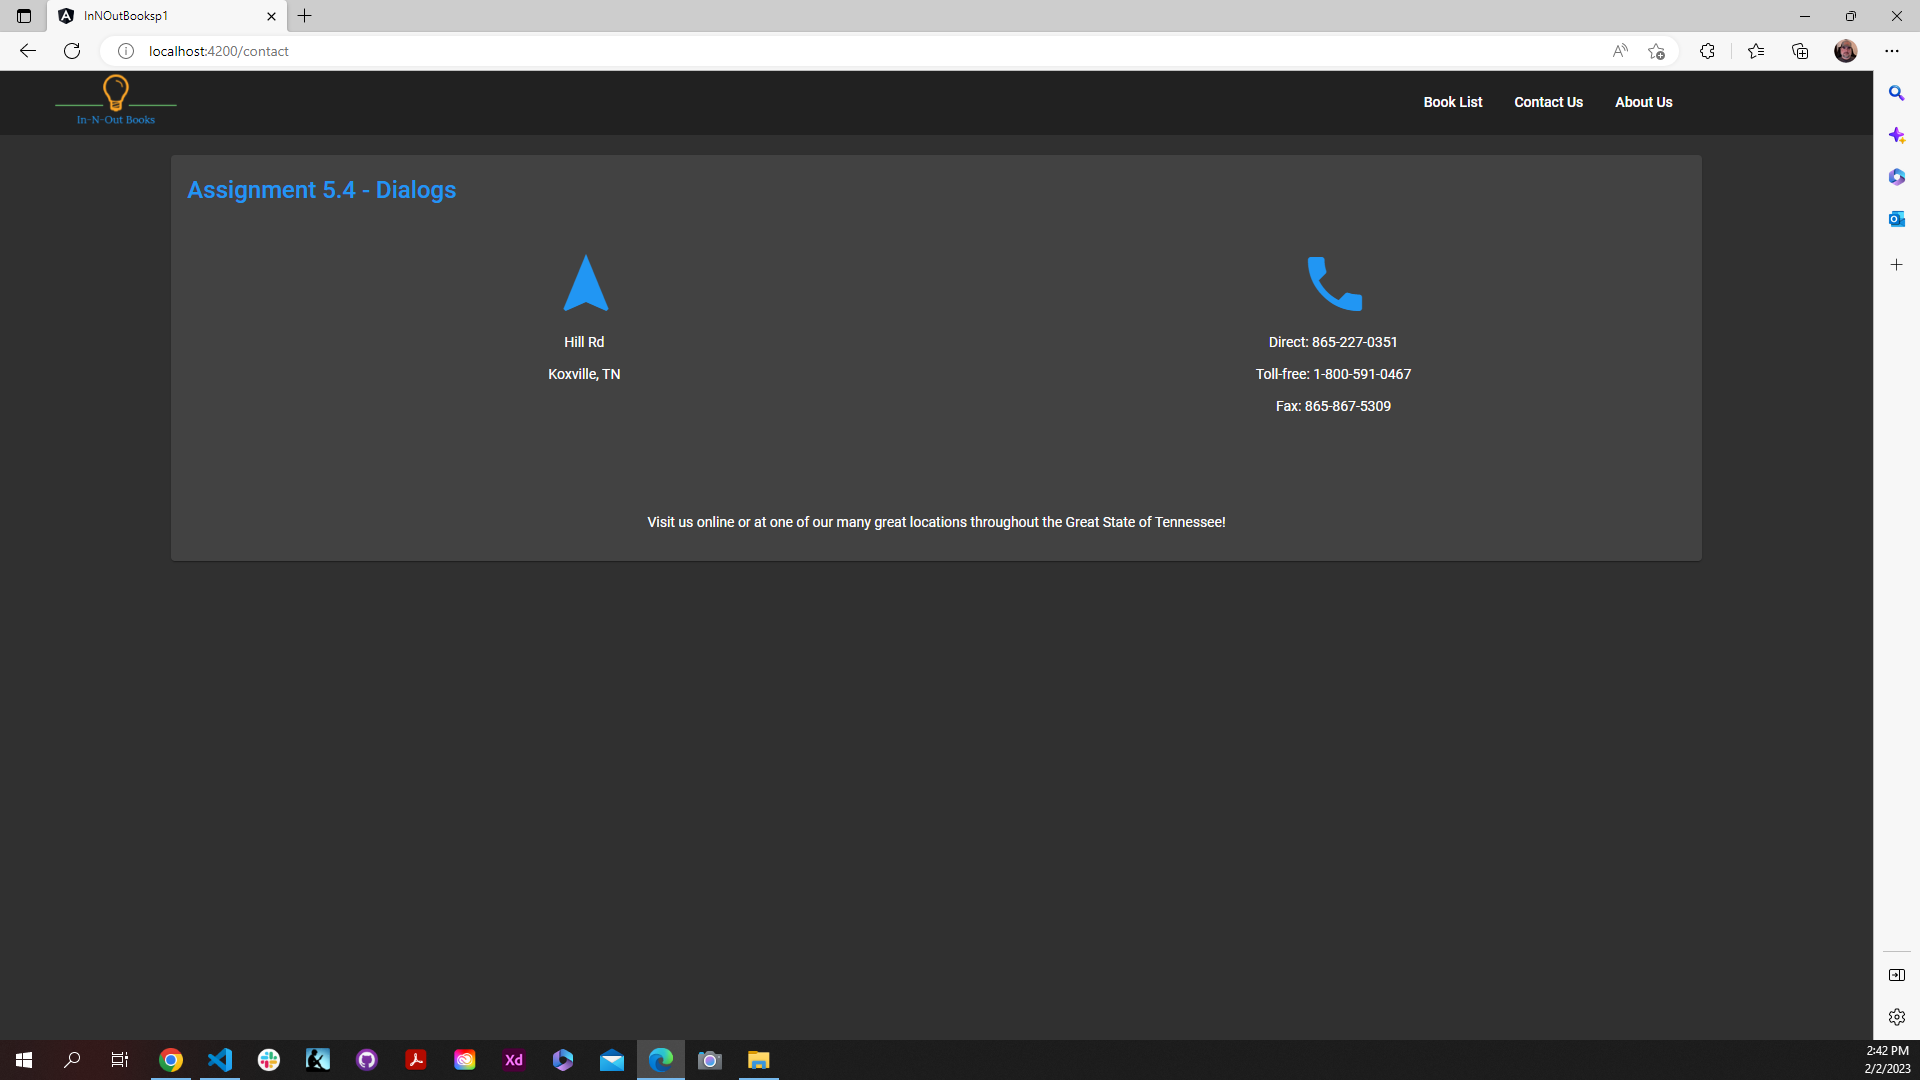 InNOutBooksp1
localhost:4200/contact
In-N-Out Books
Book List
Contact Us
About Us
Assignment 5.4 - Dialogs
Hill Rd
Koxville, TN
Direct: 865-227-0351
Toll-free: 1-800-591-0467
Fax: 865-867-5309
Visit us online or at one of our many great locations throughout the Great State of Tennessee!
Xd
2:42 PM
2/2/2023